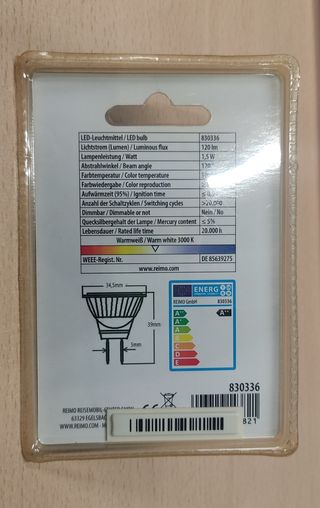 LED-Leuchtmittel / LED bulb 830336
Lichtstrom (Lumen) / Luminous flux 120 lm
Lampenleistung / Watt 1,5 W
Abstrahlwinkel / Beam angle 120
Farbtemperatur / Color temperature
Farbwiedergabe / Color reproduction
Aufwärmzeit (95%) / Ignition time
Anzahl der Schaltzyklen / Switching cycles
Dimmbar / Dimmable or not Nein / No
Quecksilbergehalt der Lampe / Mercury content ≤ 5%
Lebensdauer / Rated life time 20.000 h
Warmweiß / Warm white 3000 K
WEEE-Regist. Nr. DE 85639275
www.reimo.com
34,5mm
39mm
5mm
ENERG
REIMO GmbH 830336
A++ A++
A+
A
B
C
D
E
830336
REIMO REISEMOBIL-
63329 EGELSBACH
WWW.REIMO.COM
821